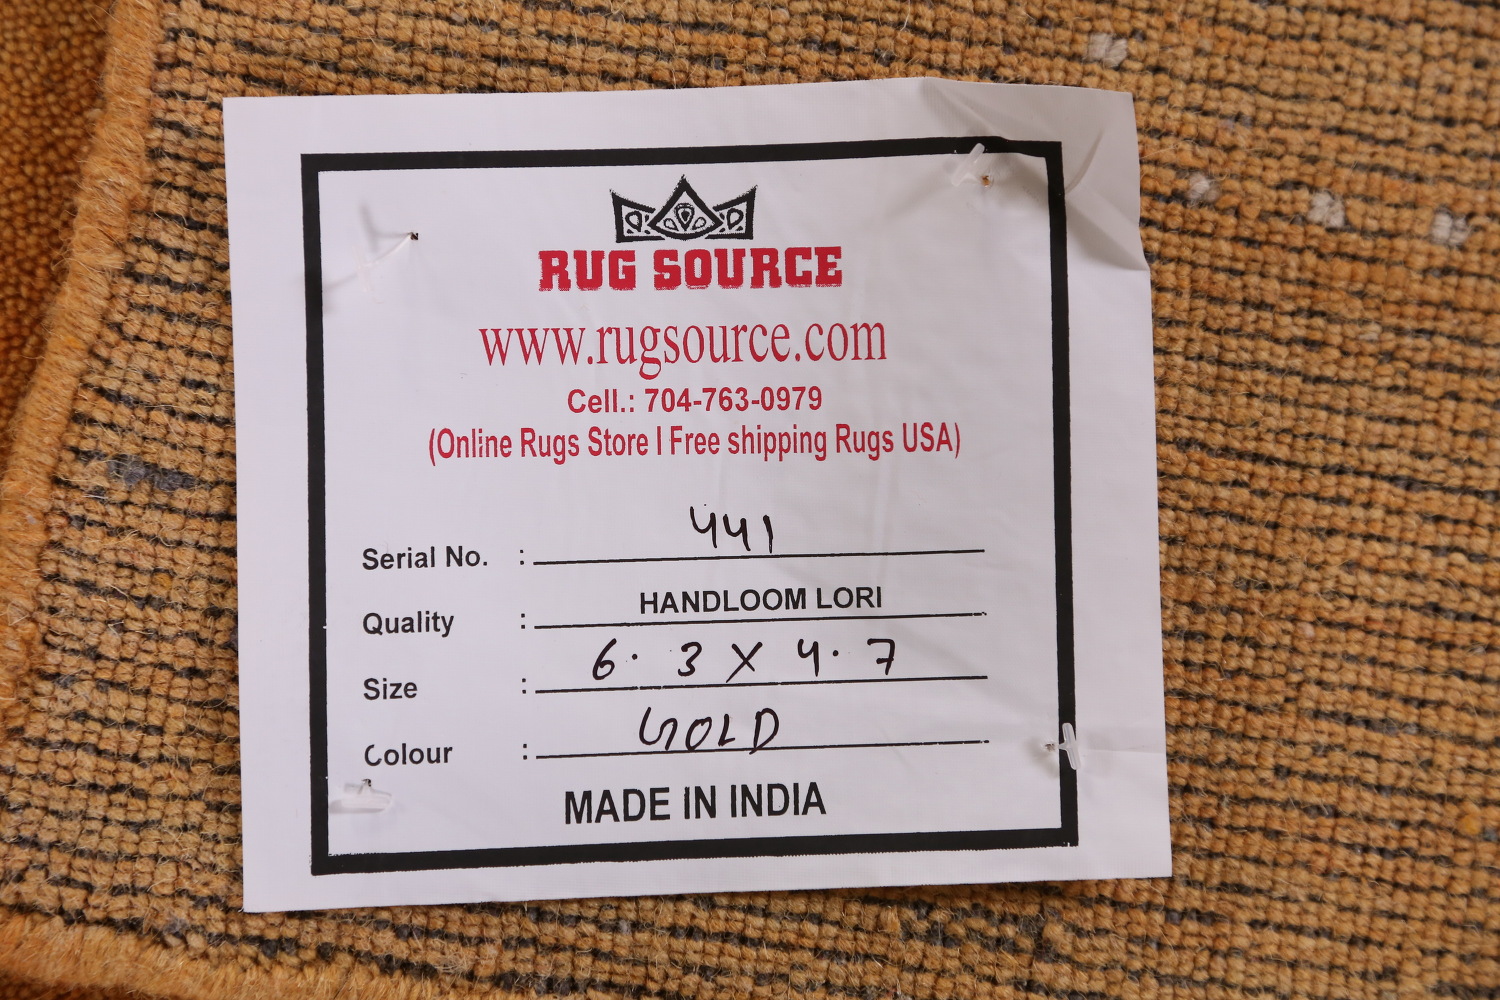 RUG SOURCE
www.rugsource.com
Cell.: 704-763-0979
(Online Rugs Store | Free shipping Rugs USA)
Serial No. : 441
Quality : HANDLOOM LORI
Size : 6.3 X 4.7
Colour : GOLD
MADE IN INDIA